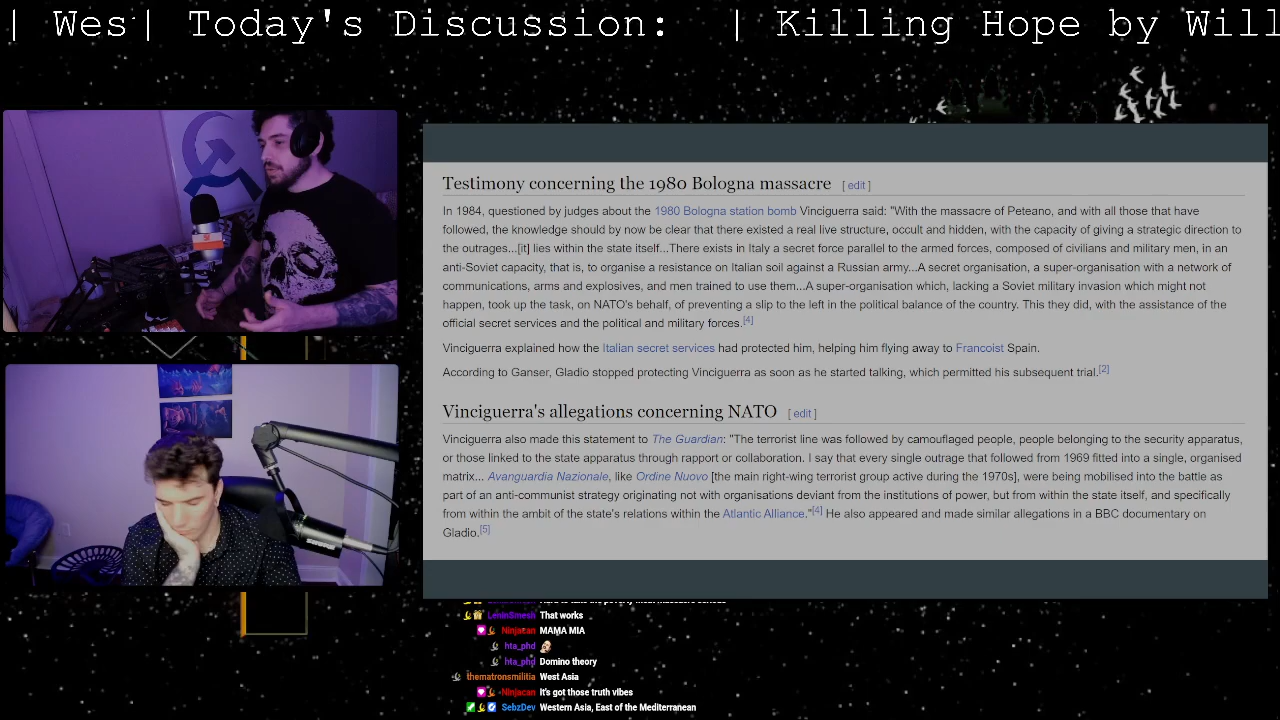 | Wes| Today's Discussion: | Killing Hope by Will
Testimony concerning the 1980 Bologna massacre [ edit ]
In 1984, questioned by judges about the 1980 Bologna station bomb Vinciguerra said: "With the massacre of Peteano, and with all those that have
followed, the knowledge should by now be clear that there existed a real live structure, occult and hidden, with the capacity of giving a strategic direction to
the outrages...[it] lies within the state itself...There exists in Italy a secret force parallel to the armed forces, composed of civilians and military men, in an
anti-Soviet capacity, that is, to organise a resistance on Italian soil against a Russian army...A secret organisation, a super-organisation with a network of
communications, arms and explosives, and men trained to use them...A super-organisation which, lacking a Soviet military invasion which might not
happen, took up the task, on NATO's behalf, of preventing a slip to the left in the political balance of the country. This they did, with the assistance of the
official secret services and the political and military forces.[4]
Vinciguerra explained how the Italian secret services had protected him, helping him flying away to Francoist Spain.
According to Ganser, Gladio stopped protecting Vinciguerra as soon as he started talking, which permitted his subsequent trial.[2]
Vinciguerra's allegations concerning NATO [ edit ]
Vinciguerra also made this statement to The Guardian: "The terrorist line was followed by camouflaged people, people belonging to the security apparatus,
or those linked to the state apparatus through rapport or collaboration. I say that every single outrage that followed from 1969 fitted into a single, organised
matrix... Avanguardia Nazionale, like Ordine Nuovo [the main right-wing terrorist group active during the 1970s], were being mobilised into the battle as
part of an anti-communist strategy originating not with organisations deviant from the institutions of power, but from within the state itself, and specifically
from within the ambit of the state's relations within the Atlantic Alliance."[4] He also appeared and made similar allegations in a BBC documentary on
Gladio.[5]
LeninSmesh That works
Ninjacan MAMA MIA
hta_phd
hta_phd Domino theory
thematronsmilitia West Asia
Ninjacan It's got those truth vibes
SebzDev Western Asia, East of the Mediterranean